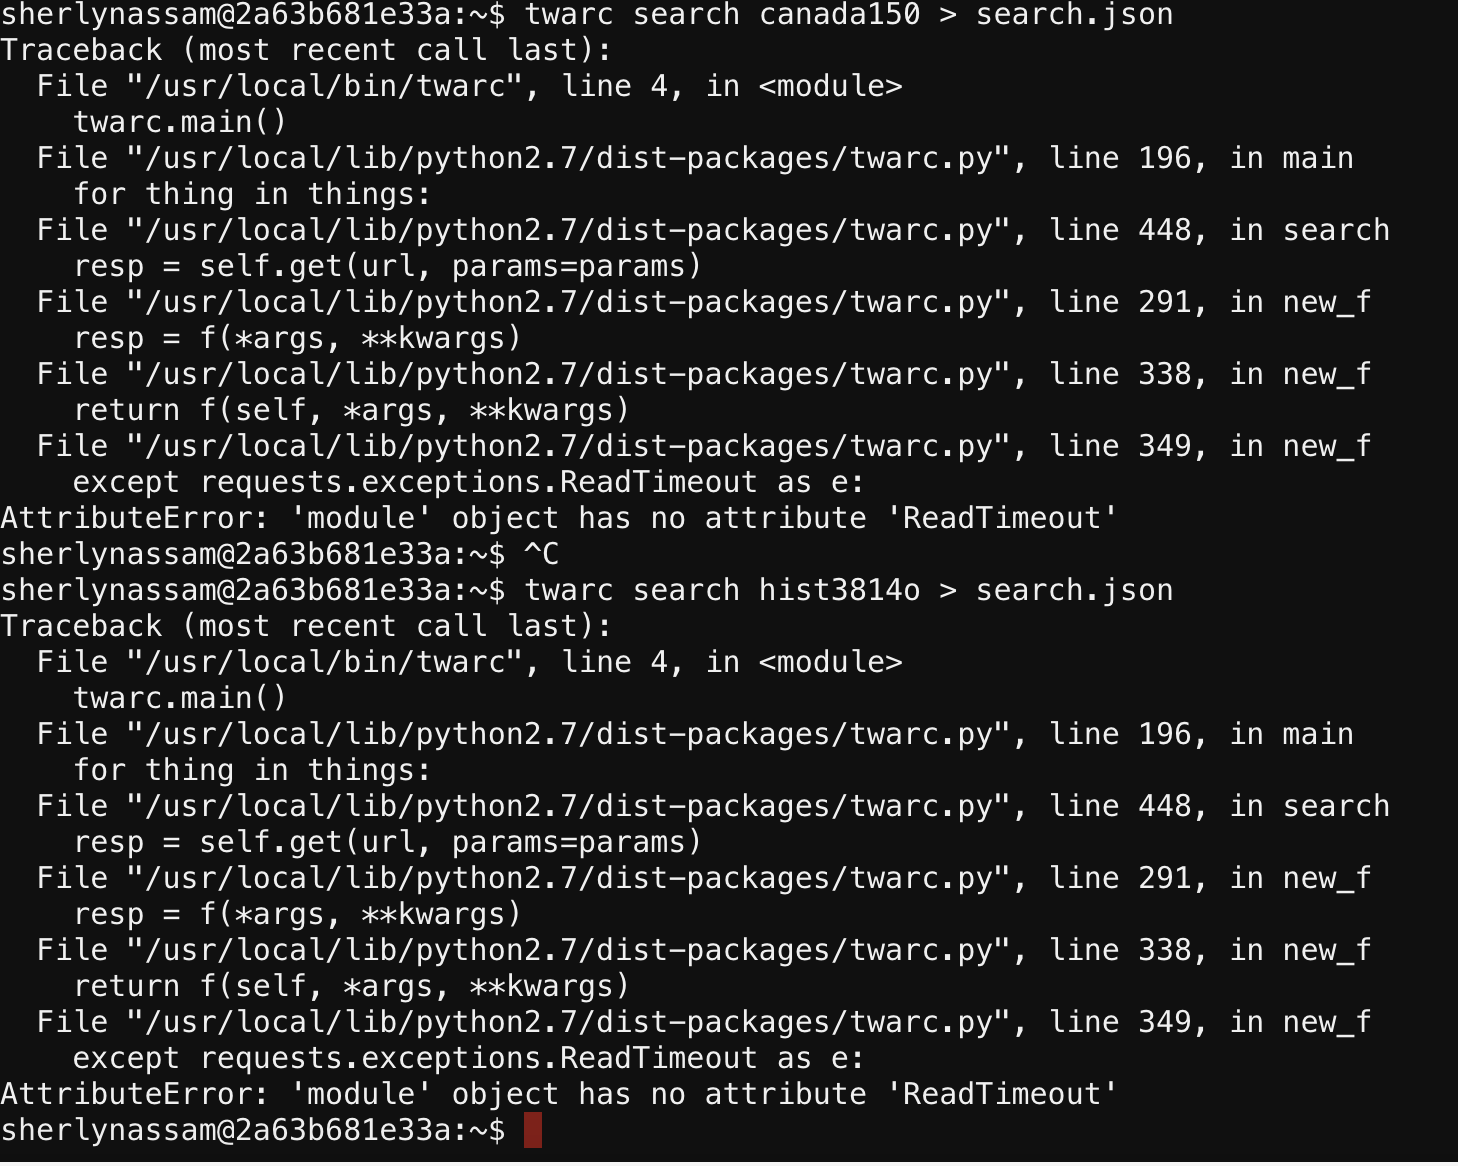 sherlynassam@2a63b681e33a:~$ twarc search canada150 > search.json
Traceback (most recent call last):
  File "/usr/local/bin/twarc", line 4, in <module>
    twarc.main()
  File "/usr/local/lib/python2.7/dist-packages/twarc.py", line 196, in main
    for thing in things:
  File "/usr/local/lib/python2.7/dist-packages/twarc.py", line 448, in search
    resp = self.get(url, params=params)
  File "/usr/local/lib/python2.7/dist-packages/twarc.py", line 291, in new_f
    resp = f(*args, **kwargs)
  File "/usr/local/lib/python2.7/dist-packages/twarc.py", line 338, in new_f
    return f(self, *args, **kwargs)
  File "/usr/local/lib/python2.7/dist-packages/twarc.py", line 349, in new_f
    except requests.exceptions.ReadTimeout as e:
AttributeError: 'module' object has no attribute 'ReadTimeout'
sherlynassam@2a63b681e33a:~$ ^C
sherlynassam@2a63b681e33a:~$ twarc search hist3814o > search.json
Traceback (most recent call last):
  File "/usr/local/bin/twarc", line 4, in <module>
    twarc.main()
  File "/usr/local/lib/python2.7/dist-packages/twarc.py", line 196, in main
    for thing in things:
  File "/usr/local/lib/python2.7/dist-packages/twarc.py", line 448, in search
    resp = self.get(url, params=params)
  File "/usr/local/lib/python2.7/dist-packages/twarc.py", line 291, in new_f
    resp = f(*args, **kwargs)
  File "/usr/local/lib/python2.7/dist-packages/twarc.py", line 338, in new_f
    return f(self, *args, **kwargs)
  File "/usr/local/lib/python2.7/dist-packages/twarc.py", line 349, in new_f
    except requests.exceptions.ReadTimeout as e:
AttributeError: 'module' object has no attribute 'ReadTimeout'
sherlynassam@2a63b681e33a:~$